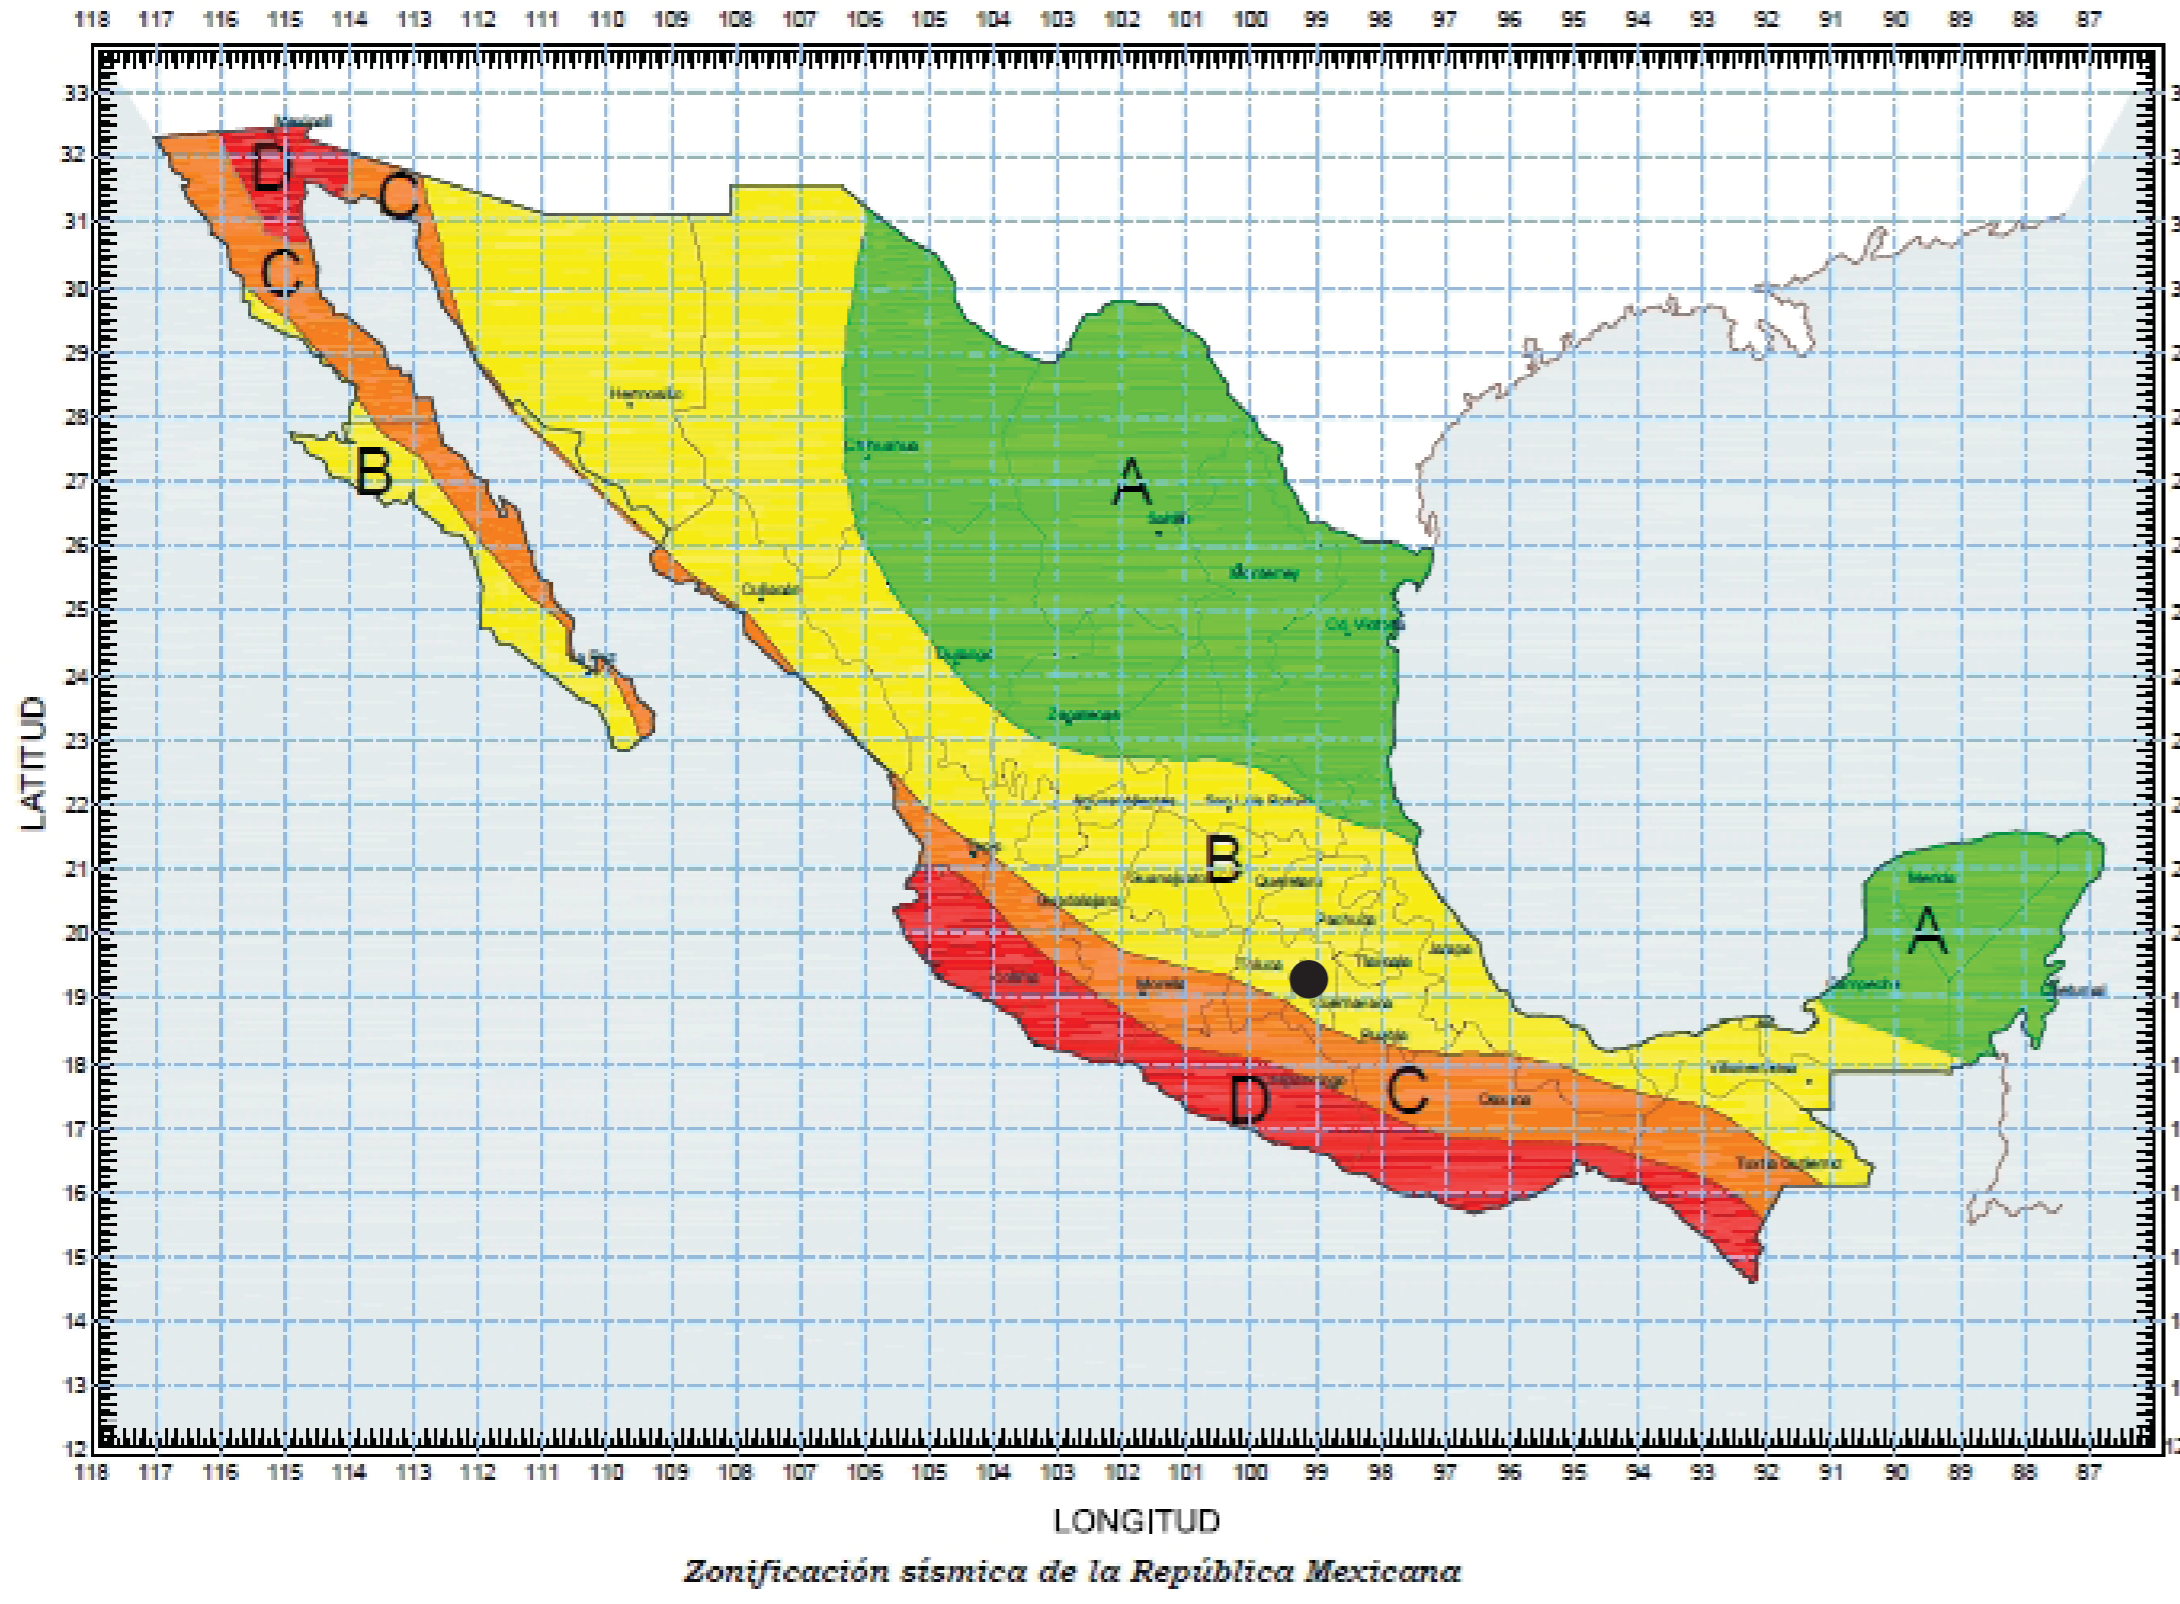 118 117 116 115 114 113 112 111 110 109 108 107 106 105 104 103 102 101 100 99 98 97 96 95 94 93 92 91 90 89 88 87
33
Mexicali
32
D
C
31
C
30
29
Hermosillo
28
Chihuahua
B
A
27
Saltillo
26
Monterrey
Culiacán
25
Cd. Victoria
La Paz
Durango
24
Zacatecas
23
22
Aguascalientes
San Luis Potosí
B
21
Guanajuato
Querétaro
Mérida
Guadalajara
Pachuca
20
A
Jalapa
Toluca
Tlaxcala
Colima
Morelia
Campeche
Chetumal
19
Cuernavaca
Puebla
18
Villahermosa
Chilpancingo
D
C
Oaxaca
17
Tuxtla Gutiérrez
16
15
14
13
12
118 117 116 115 114 113 112 111 110 109 108 107 106 105 104 103 102 101 100 99 98 97 96 95 94 93 92 91 90 89 88 87
LATITUD
LONGITUD
Zonificación sísmica de la República Mexicana